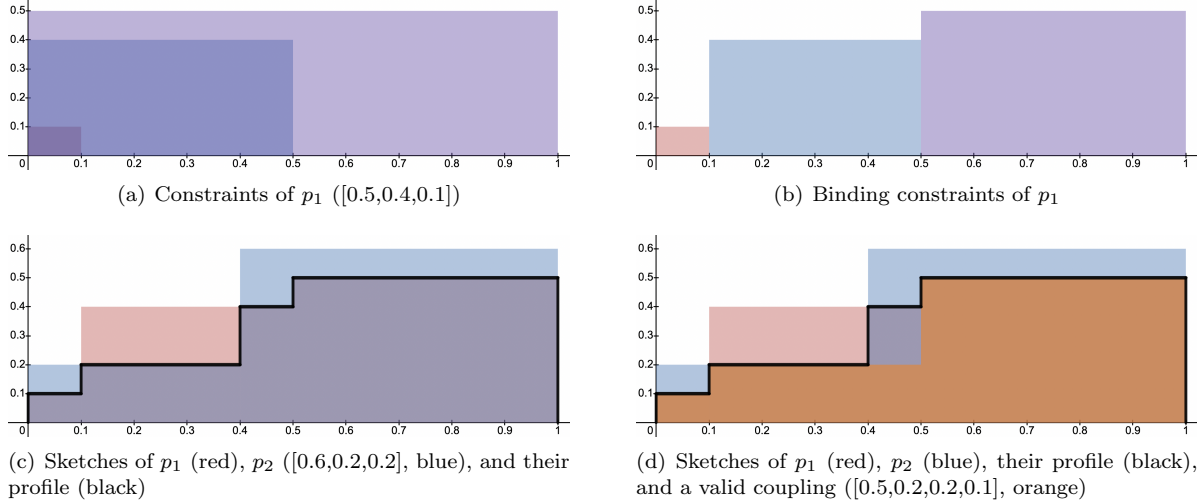 0.5
0.4
0.3
0.2
0.1
0 0.1 0.2 0.3 0.4 0.5 0.6 0.7 0.8 0.9 1
(a) Constraints of p₁ ([0.5,0.4,0.1])
0.5
0.4
0.3
0.2
0.1
0 0.1 0.2 0.3 0.4 0.5 0.6 0.7 0.8 0.9 1
(b) Binding constraints of p₁
0.6
0.5
0.4
0.3
0.2
0.1
0 0.1 0.2 0.3 0.4 0.5 0.6 0.7 0.8 0.9 1
(c) Sketches of p₁ (red), p₂ ([0.6,0.2,0.2], blue), and their
profile (black)
0.6
0.5
0.4
0.3
0.2
0.1
0 0.1 0.2 0.3 0.4 0.5 0.6 0.7 0.8 0.9 1
(d) Sketches of p₁ (red), p₂ (blue), their profile (black),
and a valid coupling ([0.5,0.2,0.2,0.1], orange)